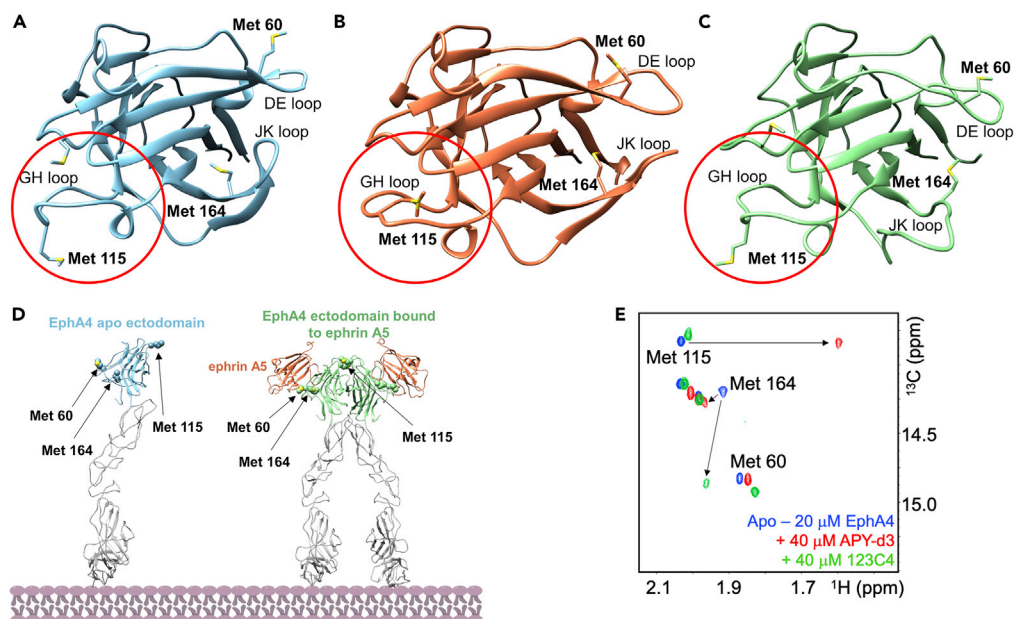 A
Met 60
DE loop
JK loop
GH loop
Met 164
Met 115
B
Met 60
DE loop
JK loop
GH loop
Met 164
Met 115
C
Met 60
DE loop
GH loop
Met 164
JK loop
Met 115
D
EphA4 apo ectodomain
EphA4 ectodomain bound
to ephrin A5
ephrin A5
Met 60
Met 164
Met 115
Met 60
Met 164
Met 115
E
Met 115
Met 164
Met 60
Apo – 20 μM EphA4
+ 40 μM APY-d3
+ 40 μM 123C4
13C (ppm)
14.5
15.0
2.1
1.9
1.7
1H (ppm)